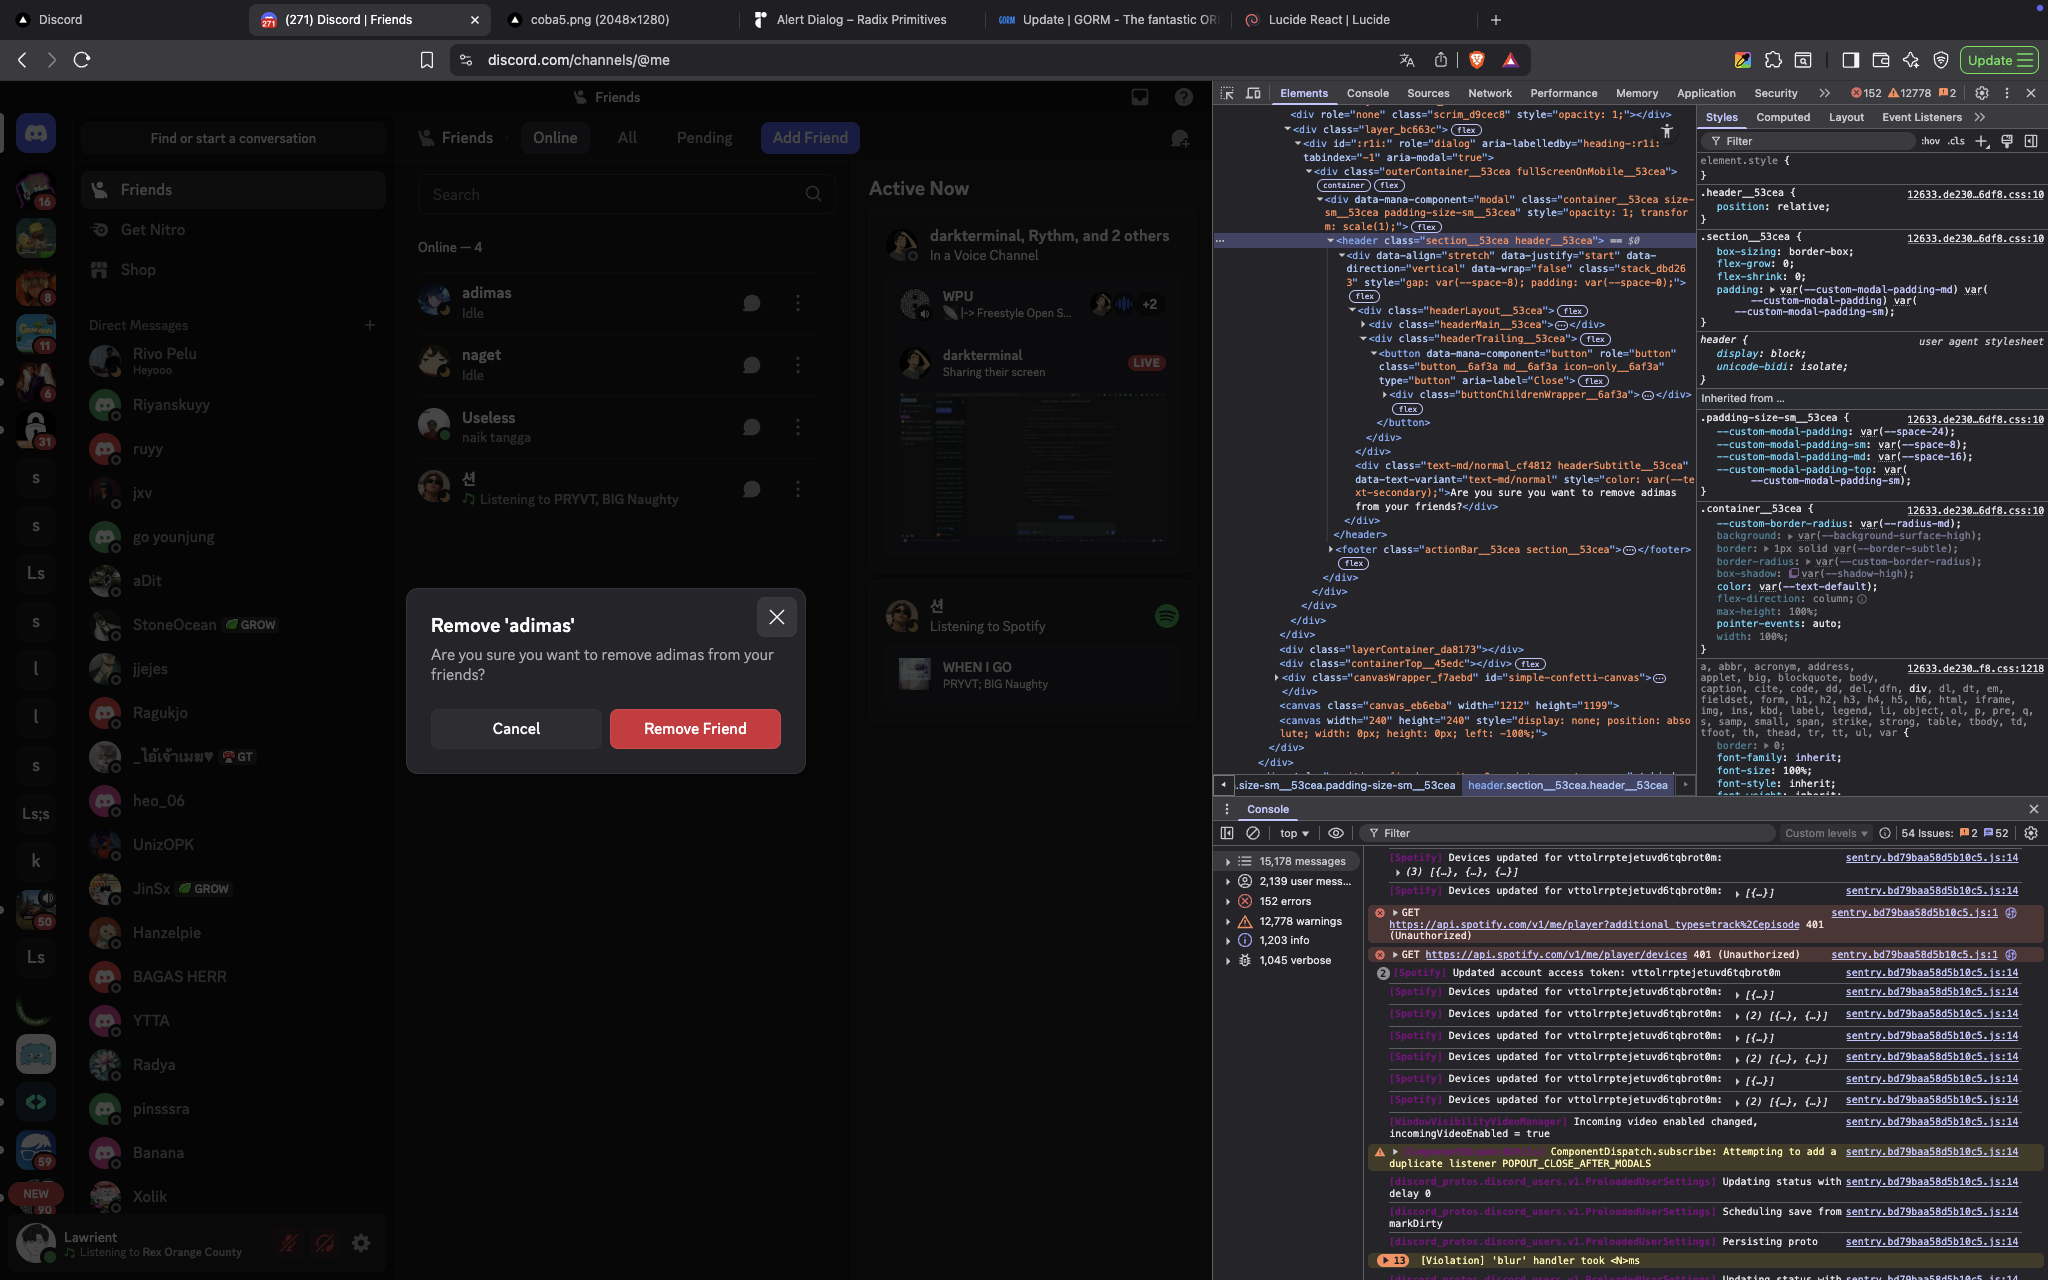 Discord
(271) Discord | Friends
coba5.png (2048×1280)
Alert Dialog – Radix Primitives
Update | GORM - The fantastic OR
Lucide React | Lucide
discord.com/channels/@me
Update
Friends
Find or start a conversation
Friends
Get Nitro
Shop
Direct Messages
Rivo Pelu
Heyooo
Riyanskuyy
ruyy
jxv
go younjung
aDit
StoneOcean GROW
jjejes
Ragukjo
_ไอ้เจ้าเมฆ♥ GT
heo_06
UnizOPK
JinSx GROW
Hanzelpie
BAGAS HERR
YTTA
Radya
pinsssra
Banana
Xolik
16
8
11
6
31
s
s
Ls
s
l
l
s
Ls;s
k
50
Ls
59
NEW
90
Lawrient
Listening to Rex Orange County
Friends
Online
All
Pending
Add Friend
Search
Online — 4
adimas
Idle
naget
Idle
Useless
naik tangga
션
Listening to PRYVT, BIG Naughty
Active Now
darkterminal, Rythm, and 2 others
In a Voice Channel
WPU
|-> Freestyle Open S...
+2
darkterminal
Sharing their screen
LIVE
션
Listening to Spotify
WHEN I GO
PRYVT; BIG Naughty
Remove 'adimas'
Are you sure you want to remove adimas from your
friends?
Cancel
Remove Friend
Elements Console Sources Network Performance Memory Application Security 152 12778 2
<div role="none" class="scrim_d9cec8" style="opacity: 1;"></div>
<div class="layer_bc663c"> flex
<div id=":r1i:" role="dialog" aria-labelledby="heading-:r1i:"
tabindex="-1" aria-modal="true">
<div class="outerContainer__53cea fullScreenOnMobile__53cea">
container flex
<div data-mana-component="modal" class="container__53cea size-
sm__53cea padding-size-sm__53cea" style="opacity: 1; transfor
m: scale(1);"> flex
<header class="section__53cea header__53cea"> == $0
<div data-align="stretch" data-justify="start" data-
direction="vertical" data-wrap="false" class="stack_dbd26
3" style="gap: var(--space-8); padding: var(--space-0);">
flex
<div class="headerLayout__53cea"> flex
<div class="headerMain__53cea"> </div>
<div class="headerTrailing__53cea"> flex
<button data-mana-component="button" role="button"
class="button__6af3a md__6af3a icon-only__6af3a"
type="button" aria-label="Close"> flex
<div class="buttonChildrenWrapper__6af3a"> </div>
flex
</button>
</div>
</div>
<div class="text-md/normal_cf4812 headerSubtitle__53cea"
data-text-variant="text-md/normal" style="color: var(--te
xt-secondary);">Are you sure you want to remove adimas
from your friends?</div>
</div>
</header>
<footer class="actionBar__53cea section__53cea"> </footer>
flex
</div>
</div>
</div>
</div>
</div>
<div class="layerContainer_da8173"></div>
<div class="containerTop__45edc"></div> flex
<div class="canvasWrapper_f7aebd" id="simple-confetti-canvas">
</div>
<canvas class="canvas_eb6eba" width="1212" height="1199">
<canvas width="240" height="240" style="display: none; position: abso
lute; width: 0px; height: 0px; left: -100%;">
</div>
</div>
.size-sm__53cea.padding-size-sm__53cea header.section__53cea.header__53cea
Styles Computed Layout Event Listeners
Filter :hov .cls
element.style {
}
.header__53cea { 12633.de230…6df8.css:10
position: relative;
}
.section__53cea { 12633.de230…6df8.css:10
box-sizing: border-box;
flex-grow: 0;
flex-shrink: 0;
padding: var(--custom-modal-padding-md) var(
--custom-modal-padding) var(
--custom-modal-padding-sm);
}
header { user agent stylesheet
display: block;
unicode-bidi: isolate;
}
Inherited from …
.padding-size-sm__53cea { 12633.de230…6df8.css:10
--custom-modal-padding: var(--space-24);
--custom-modal-padding-sm: var(--space-8);
--custom-modal-padding-md: var(--space-16);
--custom-modal-padding-top: var(
--custom-modal-padding-sm);
}
.container__53cea { 12633.de230…6df8.css:10
--custom-border-radius: var(--radius-md);
background: var(--background-surface-high);
border: 1px solid var(--border-subtle);
border-radius: var(--custom-border-radius);
box-shadow: var(--shadow-high);
color: var(--text-default);
flex-direction: column;
max-height: 100%;
pointer-events: auto;
width: 100%;
}
a, abbr, acronym, address, 12633.de230…f8.css:1218
applet, big, blockquote, body,
caption, cite, code, dd, del, dfn, div, dl, dt, em,
fieldset, form, h1, h2, h3, h4, h5, h6, html, iframe,
img, ins, kbd, label, legend, li, object, ol, p, pre, q,
s, samp, small, span, strike, strong, table, tbody, td,
tfoot, th, thead, tr, tt, ul, var {
border: 0;
font-family: inherit;
font-size: 100%;
font-style: inherit;
font-weight: inherit;
Console
top Filter Custom levels 54 Issues: 2 52
15,178 messages
2,139 user mess...
152 errors
12,778 warnings
1,203 info
1,045 verbose
[Spotify] Devices updated for vttolrrptejetuvd6tqbrot0m: sentry.bd79baa58d5b10c5.js:14
(3) [{…}, {…}, {…}]
[Spotify] Devices updated for vttolrrptejetuvd6tqbrot0m: [{…}] sentry.bd79baa58d5b10c5.js:14
GET sentry.bd79baa58d5b10c5.js:1
https://api.spotify.com/v1/me/player?additional_types=track%2Cepisode 401
(Unauthorized)
GET https://api.spotify.com/v1/me/player/devices 401 (Unauthorized) sentry.bd79baa58d5b10c5.js:1
2 [Spotify] Updated account access token: vttolrrptejetuvd6tqbrot0m sentry.bd79baa58d5b10c5.js:14
[Spotify] Devices updated for vttolrrptejetuvd6tqbrot0m: [{…}] sentry.bd79baa58d5b10c5.js:14
[Spotify] Devices updated for vttolrrptejetuvd6tqbrot0m: (2) [{…}, {…}] sentry.bd79baa58d5b10c5.js:14
[Spotify] Devices updated for vttolrrptejetuvd6tqbrot0m: [{…}] sentry.bd79baa58d5b10c5.js:14
[Spotify] Devices updated for vttolrrptejetuvd6tqbrot0m: (2) [{…}, {…}] sentry.bd79baa58d5b10c5.js:14
[Spotify] Devices updated for vttolrrptejetuvd6tqbrot0m: [{…}] sentry.bd79baa58d5b10c5.js:14
[Spotify] Devices updated for vttolrrptejetuvd6tqbrot0m: (2) [{…}, {…}] sentry.bd79baa58d5b10c5.js:14
[WindowVisibilityVideoManager] Incoming video enabled changed, sentry.bd79baa58d5b10c5.js:14
incomingVideoEnabled = true
ComponentDispatch.subscribe: Attempting to add a sentry.bd79baa58d5b10c5.js:14
duplicate listener POPOUT_CLOSE_AFTER_MODALS
[discord_protos.discord_users.v1.PreloadedUserSettings] Updating status with sentry.bd79baa58d5b10c5.js:14
delay 0
[discord_protos.discord_users.v1.PreloadedUserSettings] Scheduling save from sentry.bd79baa58d5b10c5.js:14
markDirty
[discord_protos.discord_users.v1.PreloadedUserSettings] Persisting proto sentry.bd79baa58d5b10c5.js:14
13 [Violation] 'blur' handler took <N>ms
[discord_protos.discord_users.v1.PreloadedUserSettings] Updating status with sentry.bd79baa58d5b10c5.js:14